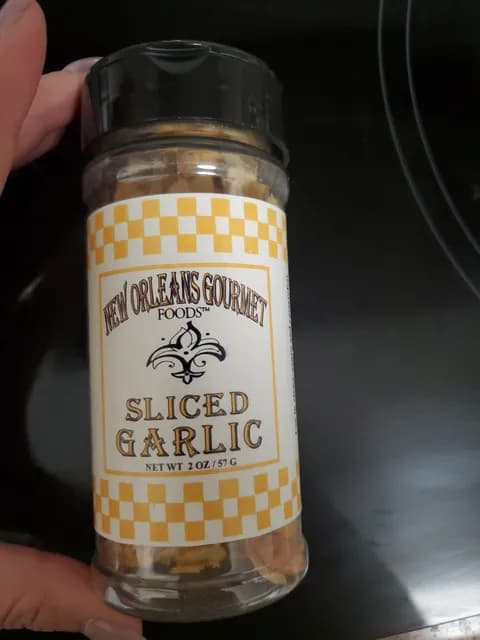 NEW ORLEANS GOURMET
FOODS™
SLICED
GARLIC
NET WT 2 OZ / 57 G